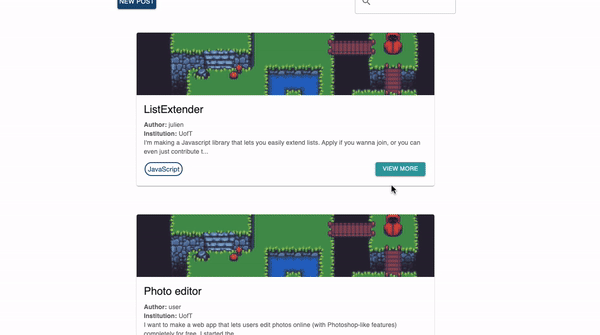 NEW POST
ListExtender
Author: julien
Institution: UofT
I'm making a Javascript library that lets you easily extend lists. Apply if you wanna join, or you can
even just contribute t...
JavaScript
VIEW MORE
Photo editor
Author: user
Institution: UofT
I want to make a web app that lets users edit photos online (with Photoshop-like features)
completely for free. I started the